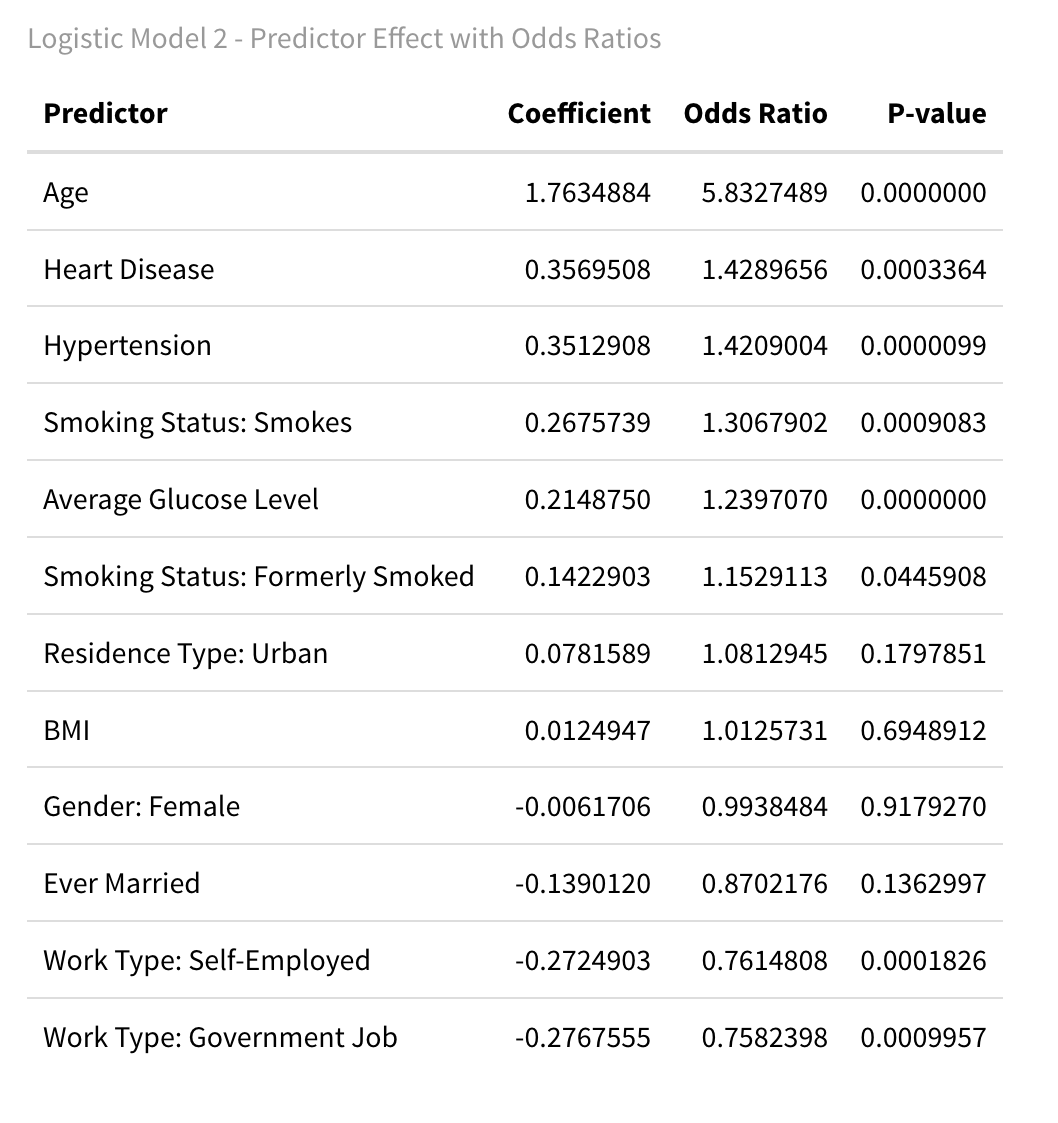 Logistic Model 2 - Predictor Effect with Odds Ratios
Predictor Coefficient Odds Ratio P-value
Age 1.7634884 5.8327489 0.0000000
Heart Disease 0.3569508 1.4289656 0.0003364
Hypertension 0.3512908 1.4209004 0.0000099
Smoking Status: Smokes 0.2675739 1.3067902 0.0009083
Average Glucose Level 0.2148750 1.2397070 0.0000000
Smoking Status: Formerly Smoked 0.1422903 1.1529113 0.0445908
Residence Type: Urban 0.0781589 1.0812945 0.1797851
BMI 0.0124947 1.0125731 0.6948912
Gender: Female -0.0061706 0.9938484 0.9179270
Ever Married -0.1390120 0.8702176 0.1362997
Work Type: Self-Employed -0.2724903 0.7614808 0.0001826
Work Type: Government Job -0.2767555 0.7582398 0.0009957